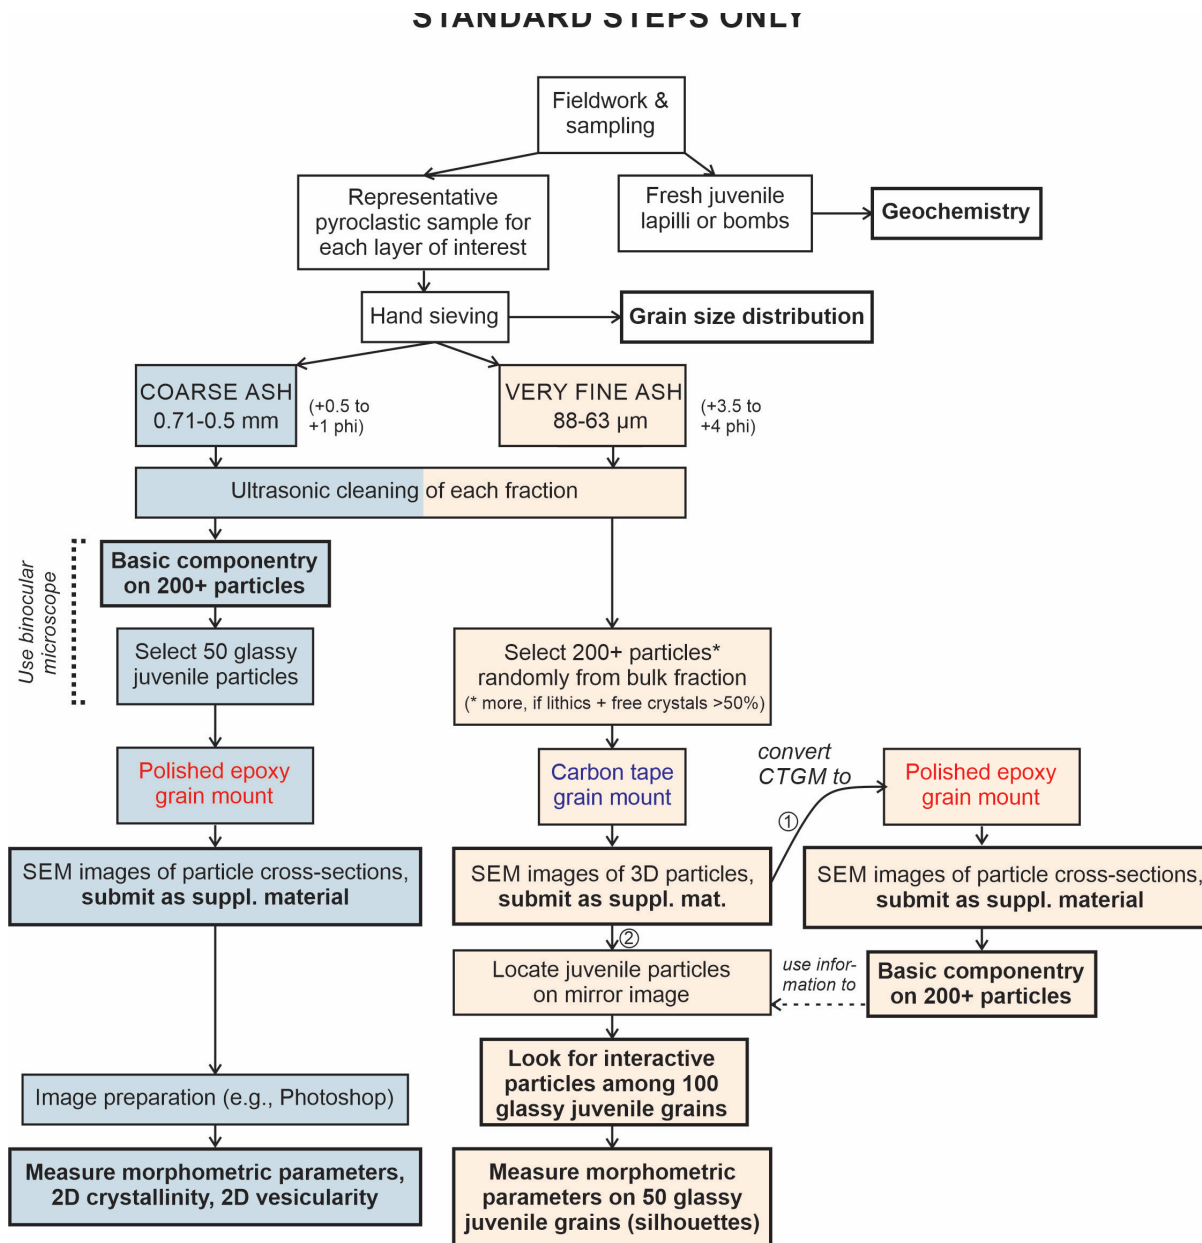 STANDARD STEPS ONLY
Fieldwork &
sampling
Representative
pyroclastic sample for
each layer of interest
Fresh juvenile
lapilli or bombs
Geochemistry
Hand sieving
Grain size distribution
COARSE ASH
0.71-0.5 mm
(+0.5 to
+1 phi)
VERY FINE ASH
88-63 µm
(+3.5 to
+4 phi)
Ultrasonic cleaning of each fraction
Use binocular
microscope
Basic componentry
on 200+ particles
Select 50 glassy
juvenile particles
Select 200+ particles*
randomly from bulk fraction
(* more, if lithics + free crystals >50%)
Polished epoxy
grain mount
Carbon tape
grain mount
convert
CTGM to
1
Polished epoxy
grain mount
SEM images of particle cross-sections,
submit as suppl. material
SEM images of 3D particles,
submit as suppl. mat.
SEM images of particle cross-sections,
submit as suppl. material
2
Locate juvenile particles
on mirror image
use infor-
mation to
Basic componentry
on 200+ particles
Look for interactive
particles among 100
glassy juvenile grains
Image preparation (e.g., Photoshop)
Measure morphometric parameters,
2D crystallinity, 2D vesicularity
Measure morphometric
parameters on 50 glassy
juvenile grains (silhouettes)